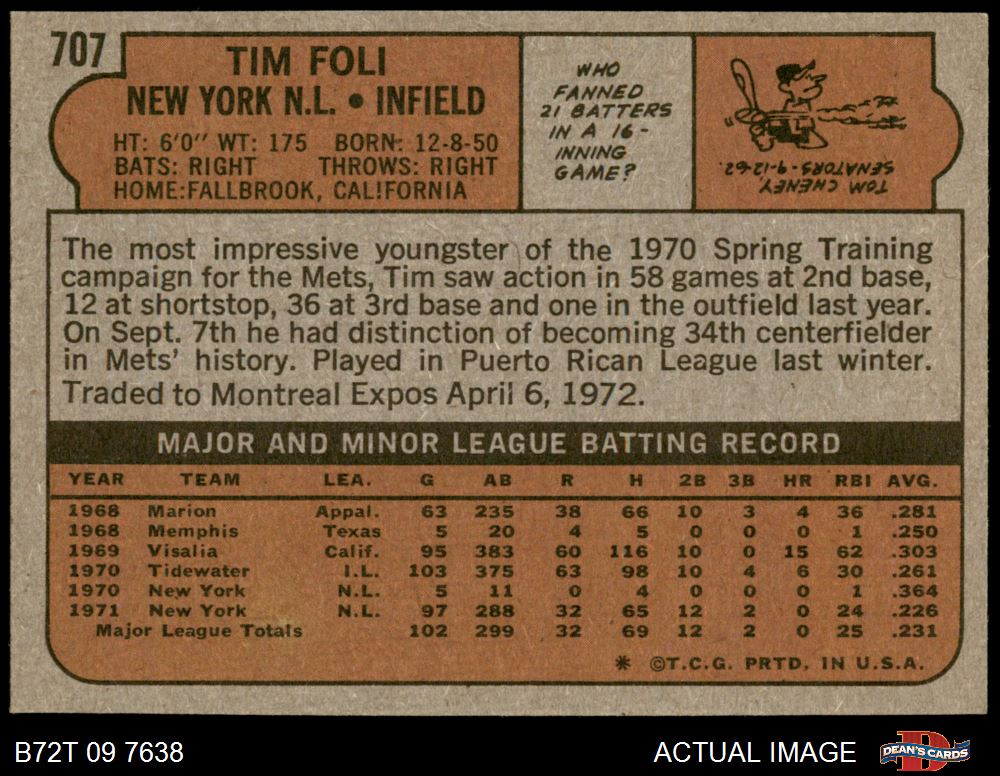 707
TIM FOLI
NEW YORK N.L. • INFIELD
HT: 6'0'' WT: 175 BORN: 12-8-50
BATS: RIGHT THROWS: RIGHT
HOME: FALLBROOK, CALIFORNIA
WHO
FANNED
21 BATTERS
IN A 16-
INNING
GAME?
TOM CHENEY
SENATORS-9-12-62.
The most impressive youngster of the 1970 Spring Training
campaign for the Mets, Tim saw action in 58 games at 2nd base,
12 at shortstop, 36 at 3rd base and one in the outfield last year.
On Sept. 7th he had distinction of becoming 34th centerfielder
in Mets' history. Played in Puerto Rican League last winter.
Traded to Montreal Expos April 6, 1972.
MAJOR AND MINOR LEAGUE BATTING RECORD
YEAR TEAM LEA. G AB R H 2B 3B HR RBI AVG.
1968 Marion Appal. 63 235 38 66 10 3 4 36 .281
1968 Memphis Texas 5 20 4 5 0 0 0 1 .250
1969 Visalia Calif. 95 383 60 116 10 0 15 62 .303
1970 Tidewater I.L. 103 375 63 98 10 4 6 30 .261
1970 New York N.L. 5 11 0 4 0 0 0 1 .364
1971 New York N.L. 97 288 32 65 12 2 0 24 .226
Major League Totals 102 299 32 69 12 2 0 25 .231
* ©T.C.G. PRTD. IN U.S.A.
B72T 09 7638 ACTUAL IMAGE DEAN'S CARDS